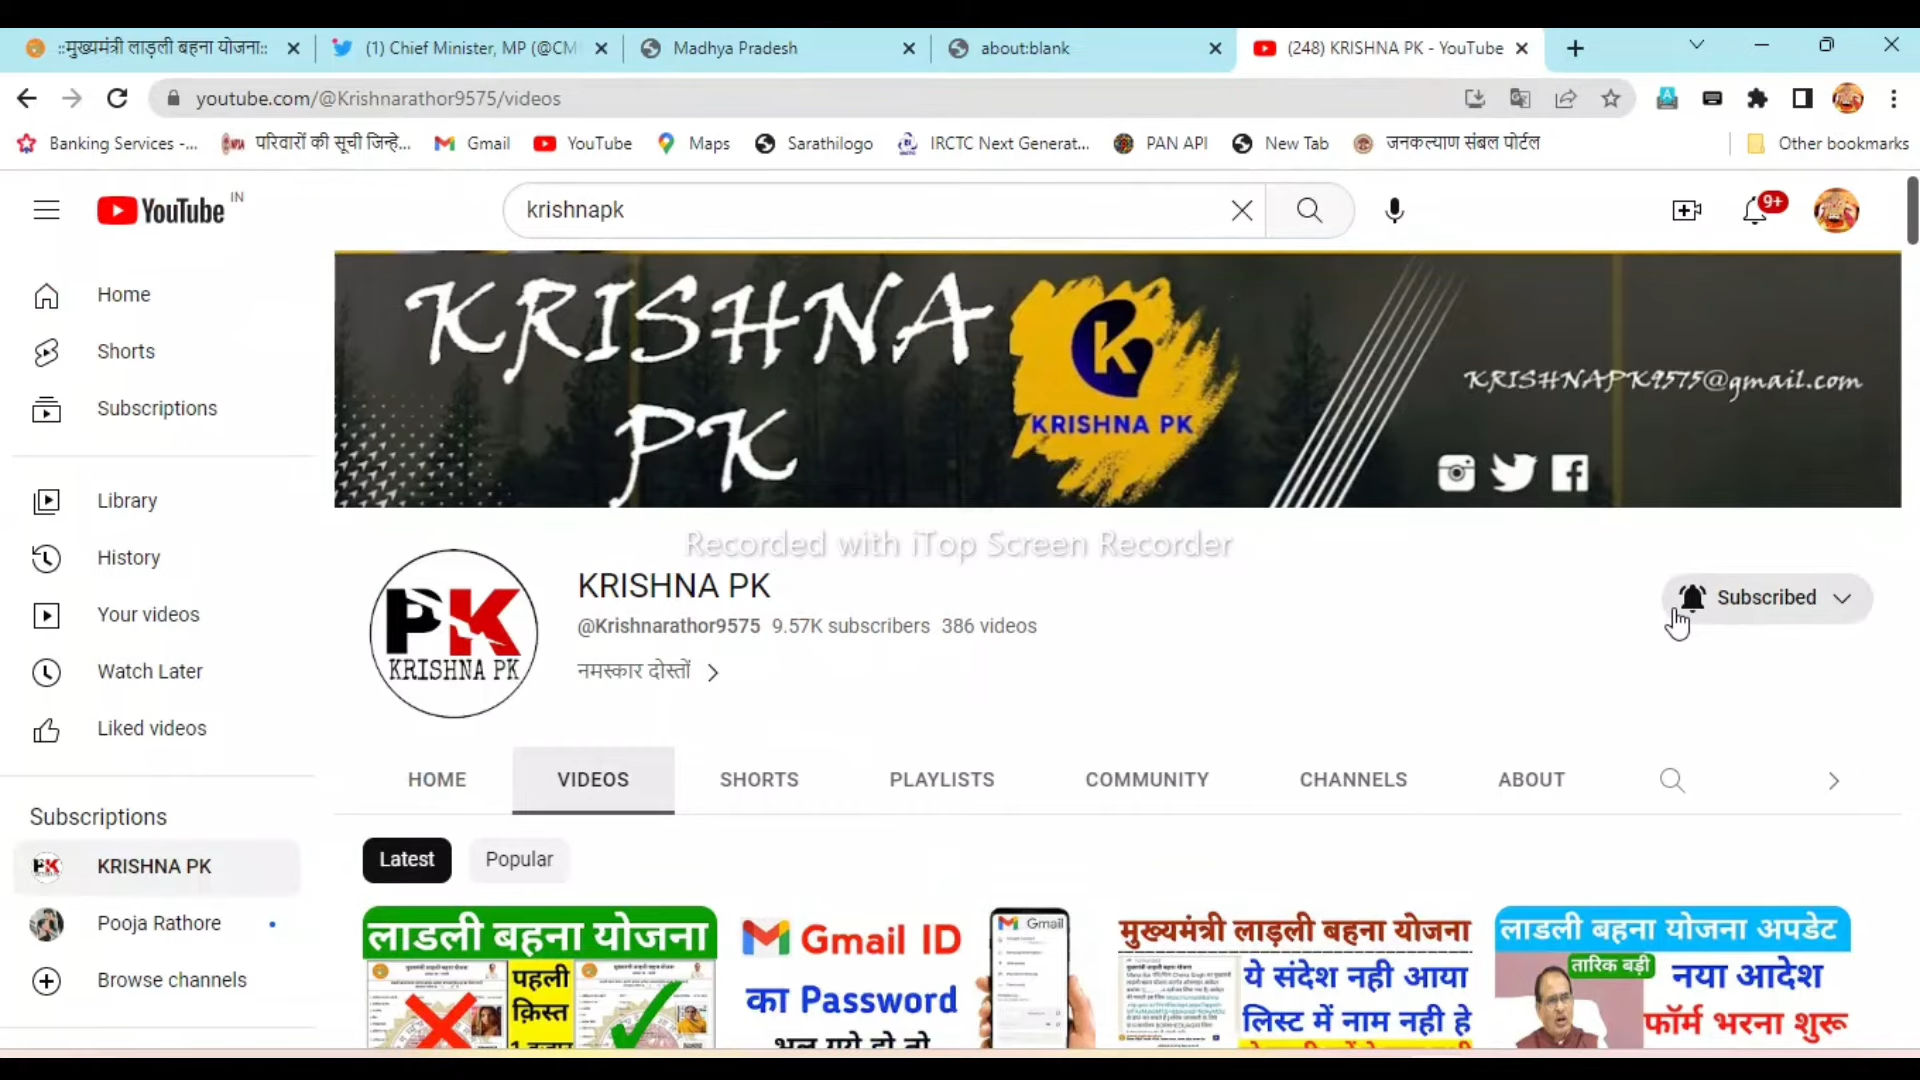 ::मुख्यमंत्री लाड़ली बहना योजना::
(1) Chief Minister, MP (@CM
Madhya Pradesh
about:blank
(248) KRISHNA PK - YouTube
youtube.com/@Krishnarathor9575/videos
Banking Services -...
परिवारों की सूची जिन्हे...
Gmail
YouTube
Maps
Sarathilogo
IRCTC Next Generat...
PAN API
New Tab
जनकल्याण संबल पोर्टल
Other bookmarks
YouTube IN
krishnapk
9+
Home
Shorts
Subscriptions
Library
History
Your videos
Watch Later
Liked videos
Subscriptions
KRISHNA PK
Pooja Rathore
Browse channels
KRISHNA
PK
K
KRISHNA PK
KRISHNAPK9575@gmail.com
Recorded with iTop Screen Recorder
PK
KRISHNA PK
KRISHNA PK
@Krishnarathor9575 9.57K subscribers 386 videos
नमस्कार दोस्तों
Subscribed
HOME
VIDEOS
SHORTS
PLAYLISTS
COMMUNITY
CHANNELS
ABOUT
Latest
Popular
लाडली बहना योजना
पहली
क़िस्त
Gmail ID
का Password
भूल गये हो तो
Gmail
मुख्यमंत्री लाड़ली बहना योजना
ये संदेश नही आया
लिस्ट में नाम नही हे
लाडली बहना योजना अपडेट
तारिक बड़ी
नया आदेश
फॉर्म भरना शुरू